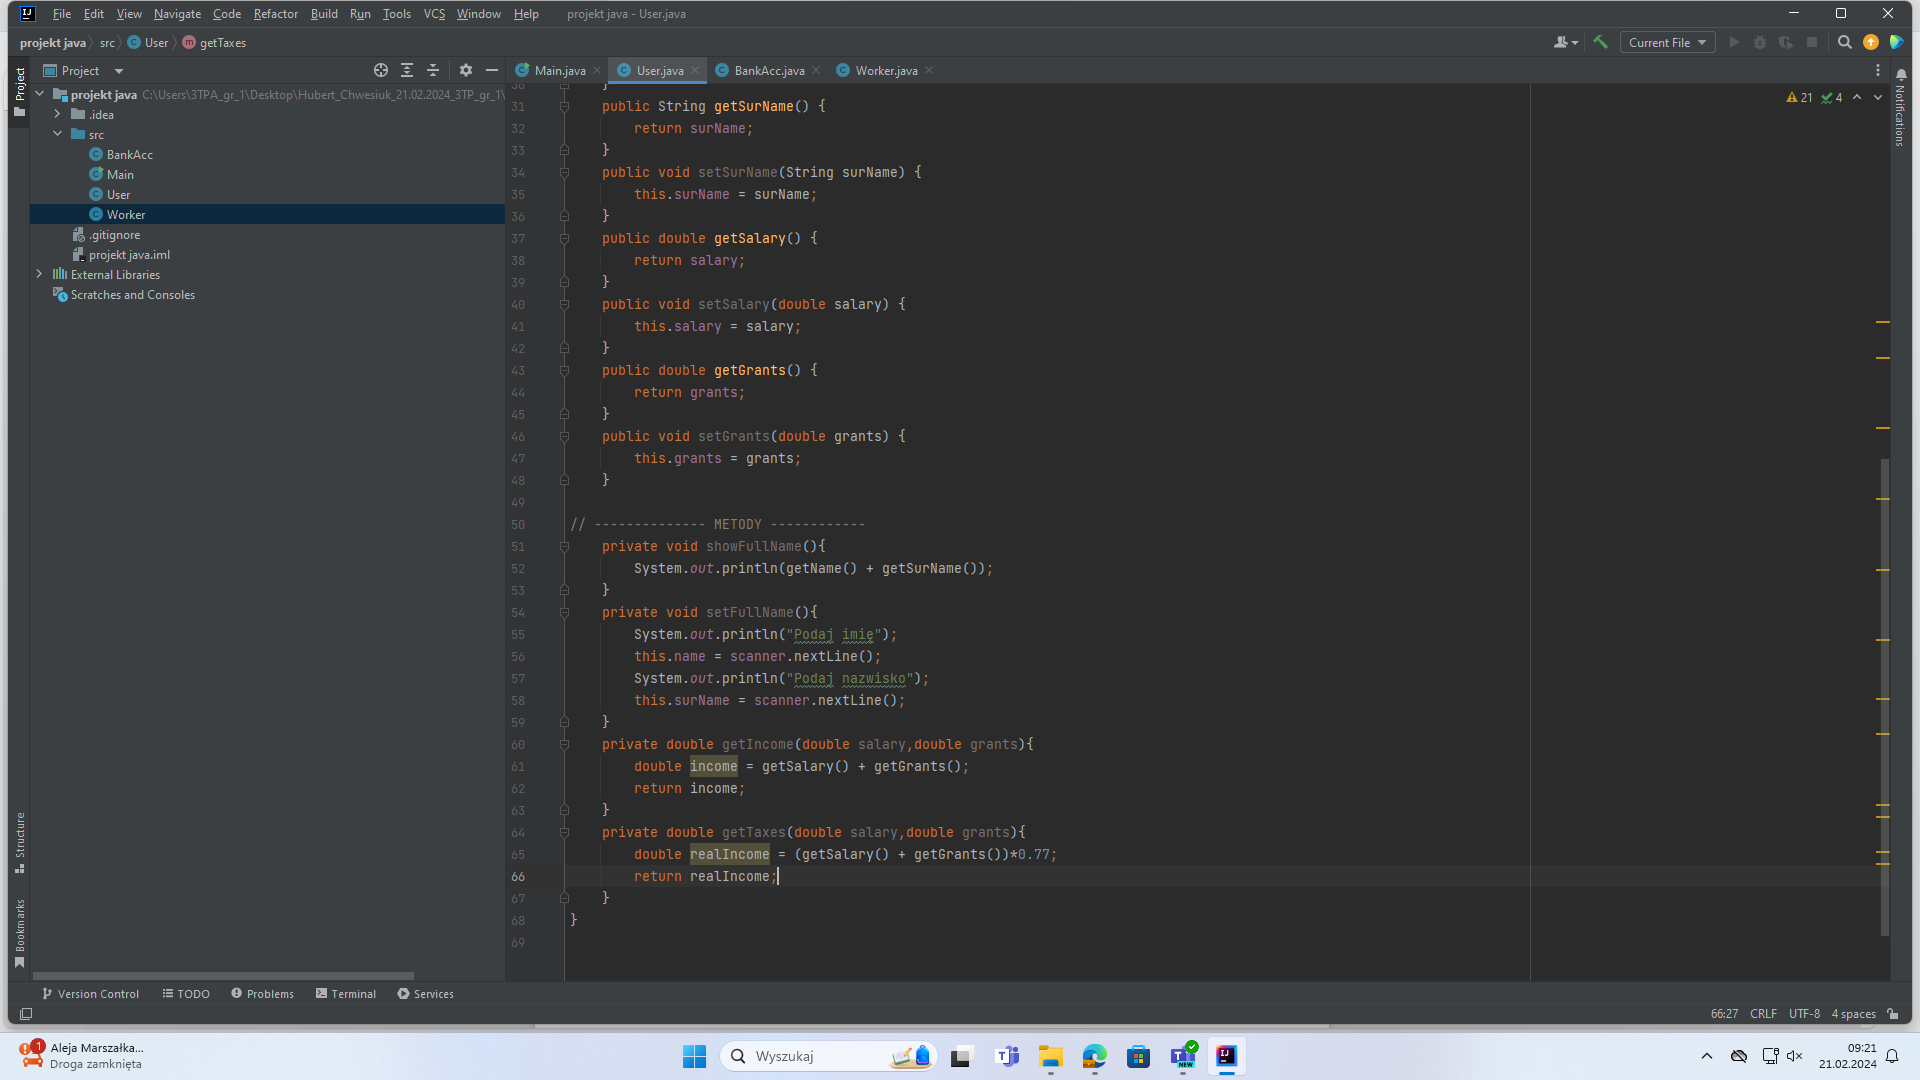 File Edit View Navigate Code Refactor Build Run Tools VCS Window Help projekt java - User.java
projekt java src User getTaxes Current File
Project Main.java User.java BankAcc.java Worker.java
Project
Notifications
Structure
Bookmarks
projekt java C:\Users\3TPA_gr_1\Desktop\Hubert_Chwesiuk_21.02.2024_3TP_gr_1\
.idea
src
BankAcc
Main
User
Worker
.gitignore
projekt java.iml
External Libraries
Scratches and Consoles
21 4
30 }
31 public String getSurName() {
32 return surName;
33 }
34 public void setSurName(String surName) {
35 this.surName = surName;
36 }
37 public double getSalary() {
38 return salary;
39 }
40 public void setSalary(double salary) {
41 this.salary = salary;
42 }
43 public double getGrants() {
44 return grants;
45 }
46 public void setGrants(double grants) {
47 this.grants = grants;
48 }
49
50 // -------------- METODY ------------
51 private void showFullName(){
52 System.out.println(getName() + getSurName());
53 }
54 private void setFullName(){
55 System.out.println("Podaj imię");
56 this.name = scanner.nextLine();
57 System.out.println("Podaj nazwisko");
58 this.surName = scanner.nextLine();
59 }
60 private double getIncome(double salary,double grants){
61 double income = getSalary() + getGrants();
62 return income;
63 }
64 private double getTaxes(double salary,double grants){
65 double realIncome = (getSalary() + getGrants())*0.77;
66 return realIncome;
67 }
68 }
69
Version Control TODO Problems Terminal Services
66:27 CRLF UTF-8 4 spaces
1 Aleja Marszałka...
Droga zamknięta
Wyszukaj
NEW
09:21
21.02.2024